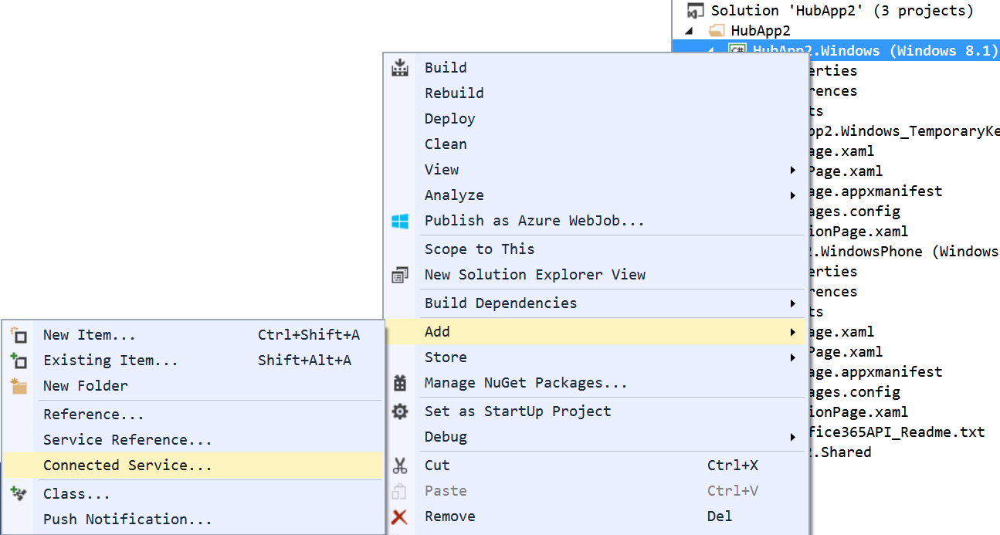 Solution 'HubApp2' (3 projects)
HubApp2
HubApp2.Windows (Windows 8.1)
erties
rences
ts
pp2.Windows_TemporaryKe
age.xaml
Page.xaml
age.appxmanifest
ages.config
ionPage.xaml
2.WindowsPhone (Windows
erties
rences
ts
age.xaml
Page.xaml
age.appxmanifest
ages.config
ionPage.xaml
fice365API_Readme.txt
2.Shared
Build
Rebuild
Deploy
Clean
View
Analyze
Publish as Azure WebJob...
Scope to This
New Solution Explorer View
Build Dependencies
Add
Store
Manage NuGet Packages...
Set as StartUp Project
Debug
Cut Ctrl+X
Paste Ctrl+V
Remove Del
New Item... Ctrl+Shift+A
Existing Item... Shift+Alt+A
New Folder
Reference...
Service Reference...
Connected Service...
Class...
Push Notification...